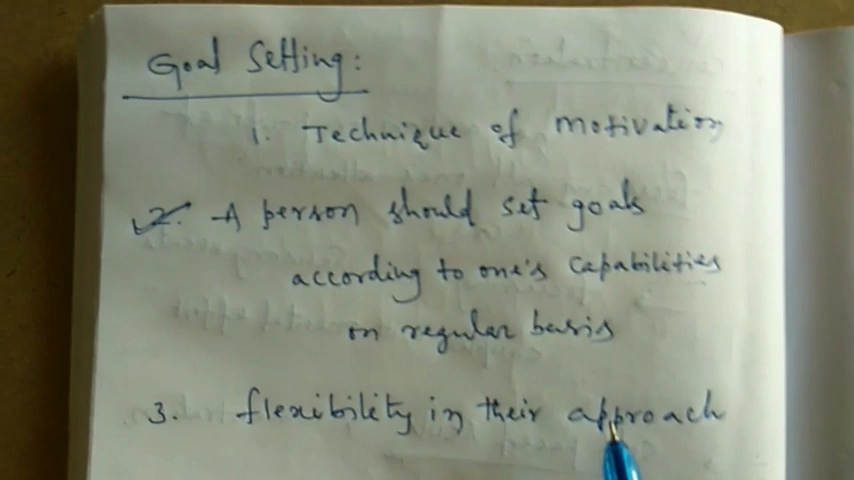 Goal Setting:
1. Technique of motivation
2. A person should set goals
according to one's capabilities
on regular basis
3. flexibility in their approach